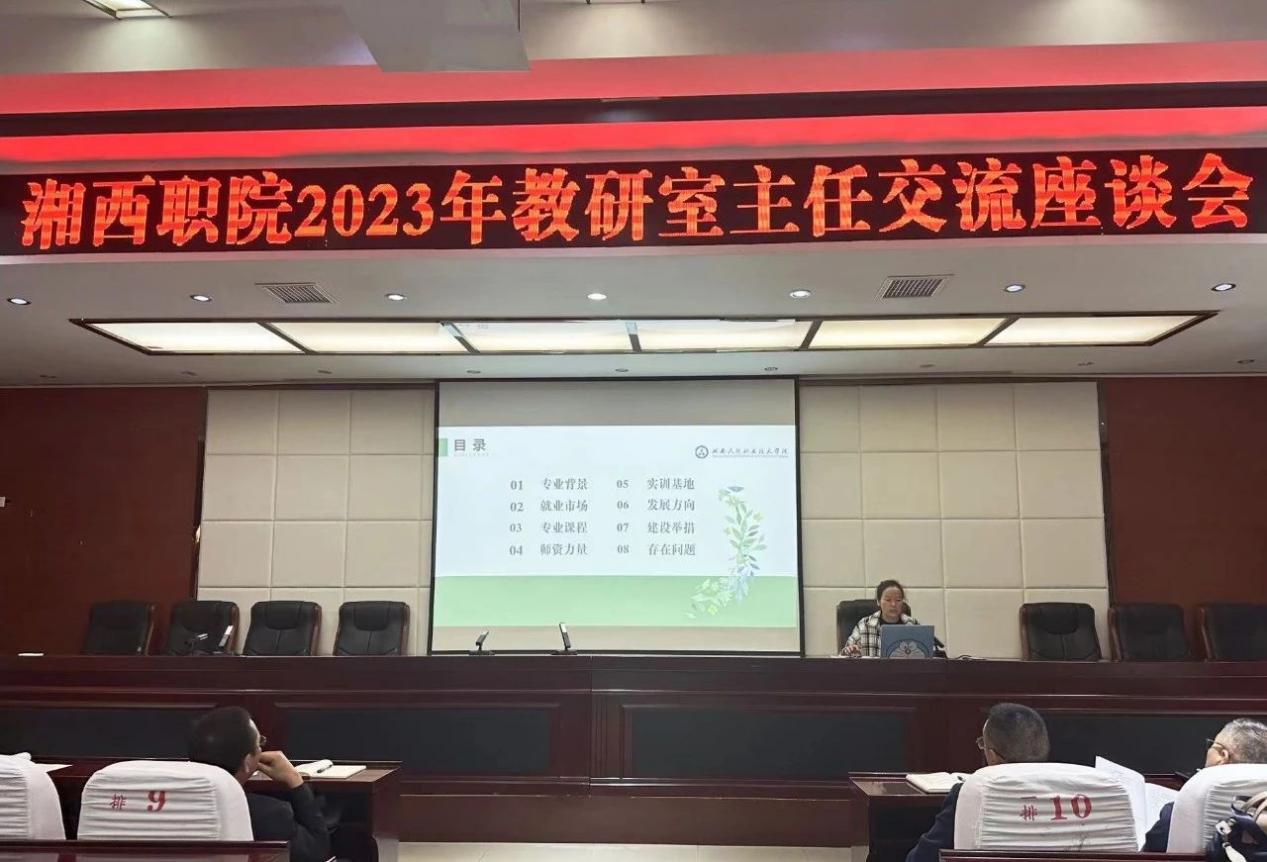 湘西职院2023年教研室主任交流座谈会
目录
01 专业背景 05 实训基地
02 就业市场 06 发展方向
03 专业课程 07 建设举措
04 师资力量 08 存在问题
排 9
一排 10